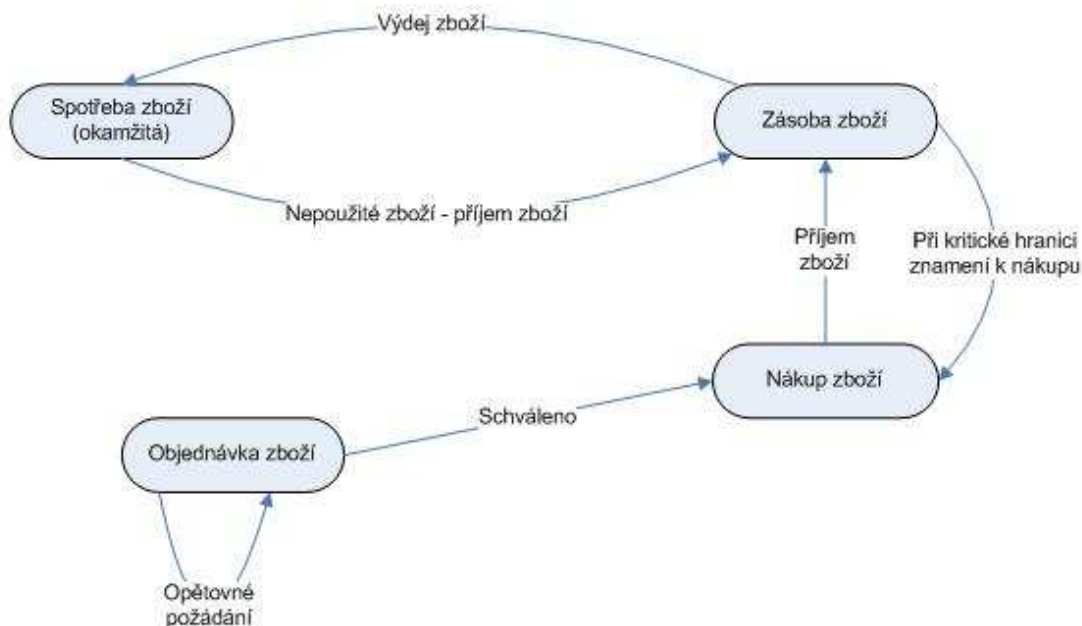 Výdej zboží
Spotřeba zboží
(okamžitá)
Zásoba zboží
Nepoužité zboží - příjem zboží
Příjem
zboží
Při kritické hranici
znamení k nákupu
Nákup zboží
Schváleno
Objednávka zboží
Opětovné
požádání